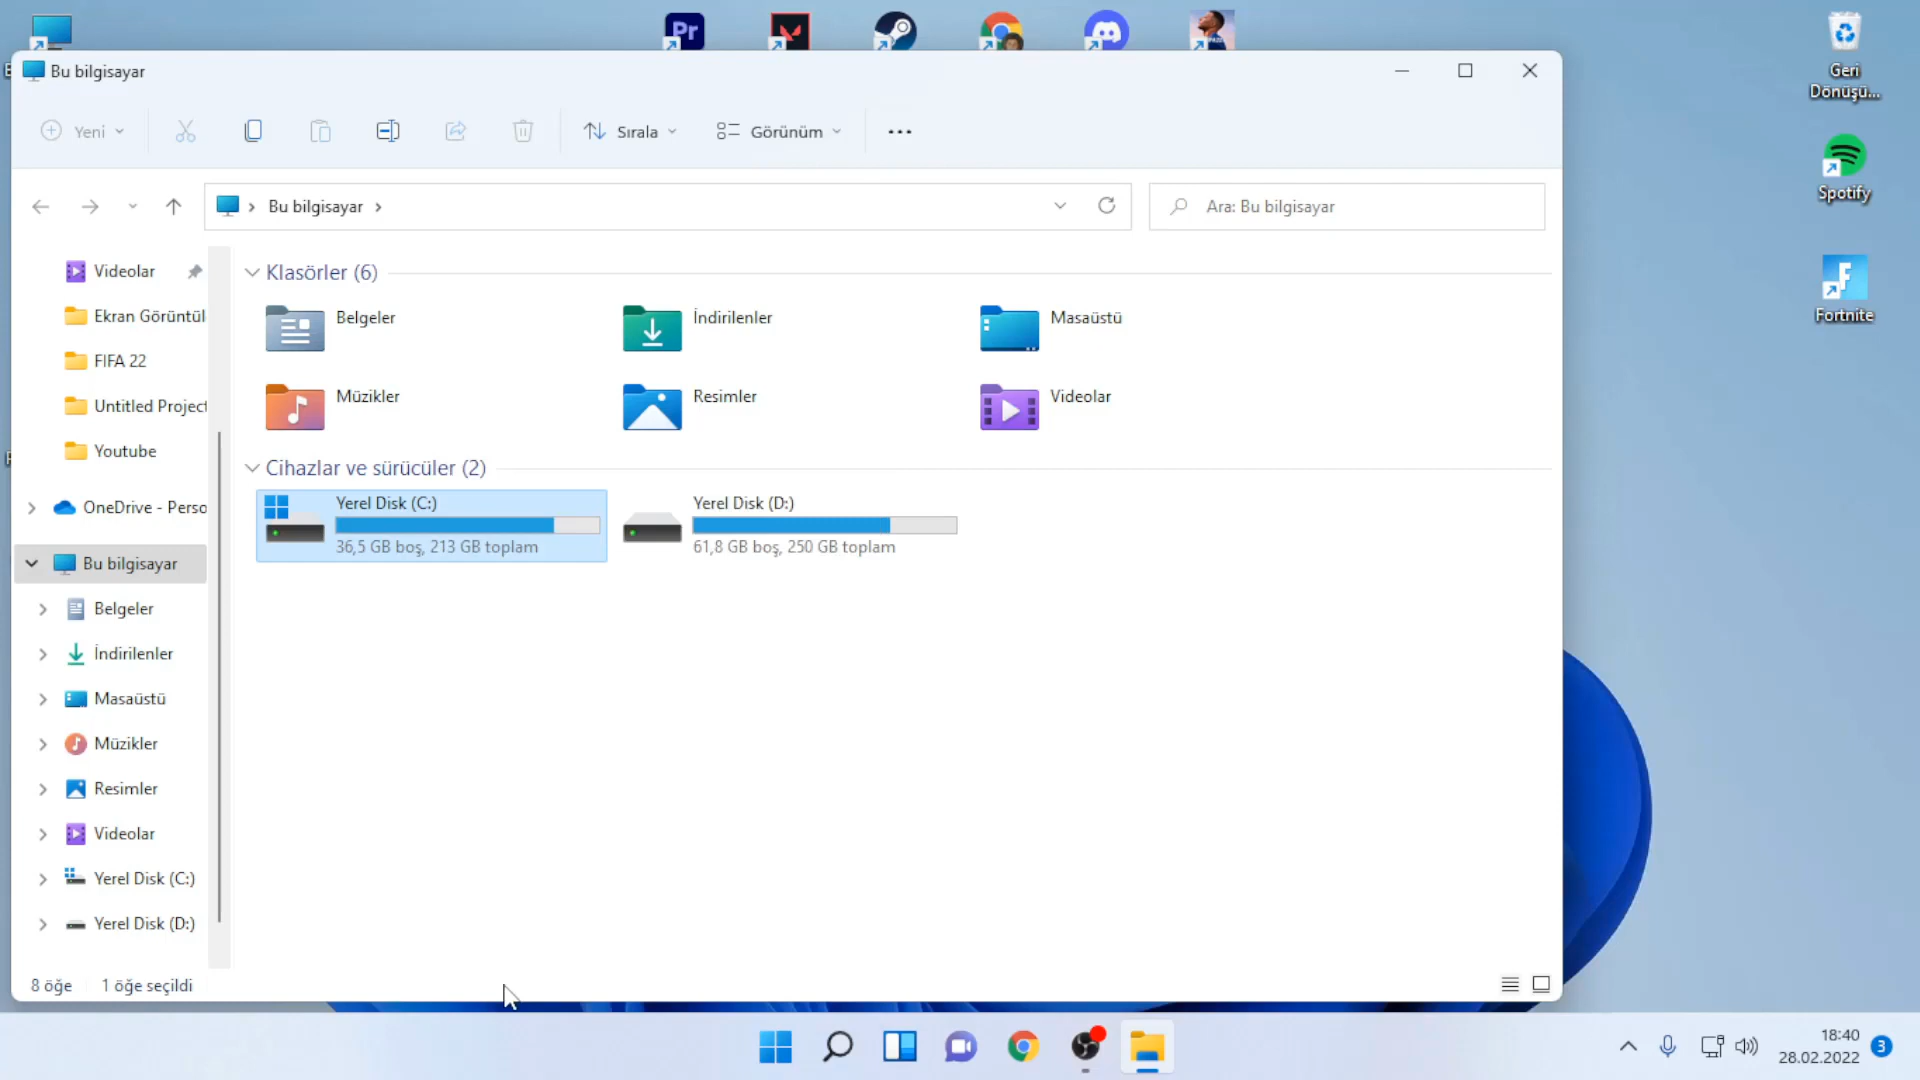 Pr
Bu bilgisayar
Yeni
Sırala
Görünüm
Bu bilgisayar
Ara: Bu bilgisayar
Videolar
Ekran Görüntül
FIFA 22
Untitled Project
Youtube
OneDrive - Perso
Bu bilgisayar
Belgeler
İndirilenler
Masaüstü
Müzikler
Resimler
Videolar
Yerel Disk (C:)
Yerel Disk (D:)
Klasörler (6)
Belgeler
İndirilenler
Masaüstü
Müzikler
Resimler
Videolar
Cihazlar ve sürücüler (2)
Yerel Disk (C:)
36,5 GB boş, 213 GB toplam
Yerel Disk (D:)
61,8 GB boş, 250 GB toplam
8 öğe
1 öğe seçildi
Geri
Dönüşü...
Spotify
F
Fortnite
18:40
28.02.2022
3